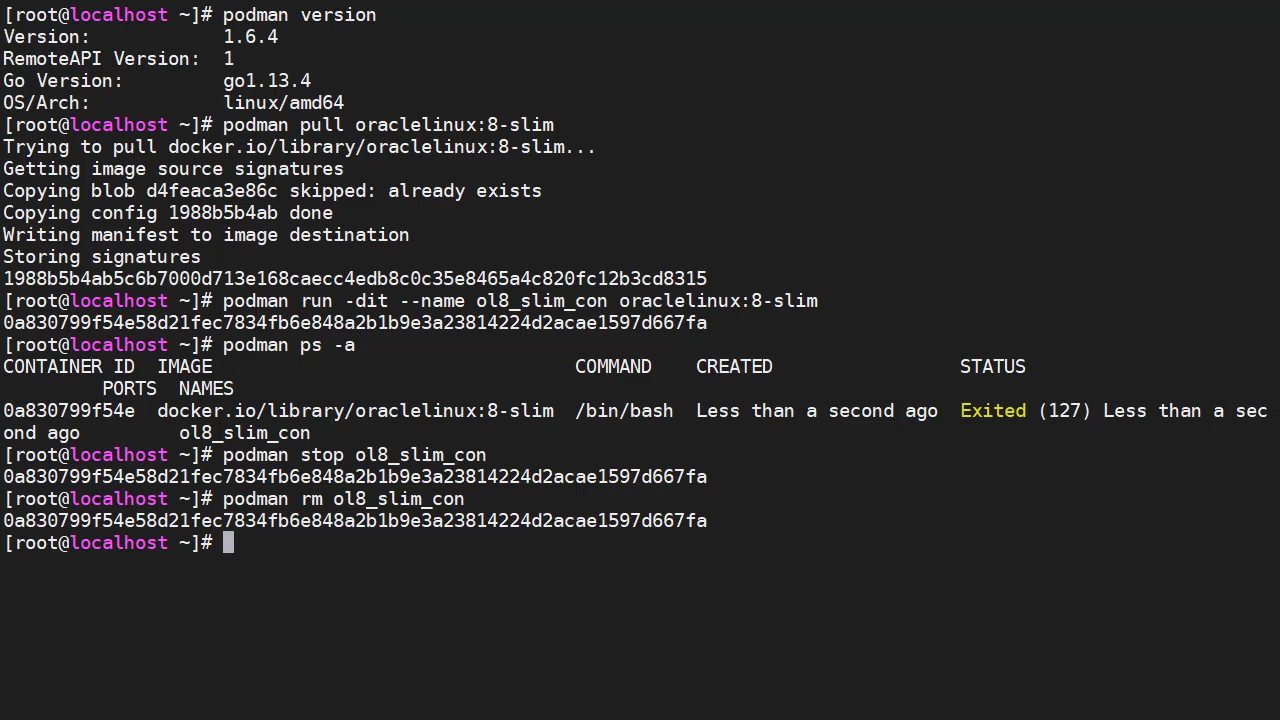 [root@localhost ~]# podman version
Version:            1.6.4
RemoteAPI Version:  1
Go Version:         go1.13.4
OS/Arch:            linux/amd64
[root@localhost ~]# podman pull oraclelinux:8-slim
Trying to pull docker.io/library/oraclelinux:8-slim...
Getting image source signatures
Copying blob d4feaca3e86c skipped: already exists
Copying config 1988b5b4ab done
Writing manifest to image destination
Storing signatures
1988b5b4ab5c6b7000d713e168caecc4edb8c0c35e8465a4c820fc12b3cd8315
[root@localhost ~]# podman run -dit --name ol8_slim_con oraclelinux:8-slim
0a830799f54e58d21fec7834fb6e848a2b1b9e3a23814224d2acae1597d667fa
[root@localhost ~]# podman ps -a
CONTAINER ID  IMAGE                                 COMMAND    CREATED                 STATUS
         PORTS  NAMES
0a830799f54e  docker.io/library/oraclelinux:8-slim  /bin/bash  Less than a second ago  Exited (127) Less than a sec
ond ago         ol8_slim_con
[root@localhost ~]# podman stop ol8_slim_con
0a830799f54e58d21fec7834fb6e848a2b1b9e3a23814224d2acae1597d667fa
[root@localhost ~]# podman rm ol8_slim_con
0a830799f54e58d21fec7834fb6e848a2b1b9e3a23814224d2acae1597d667fa
[root@localhost ~]#